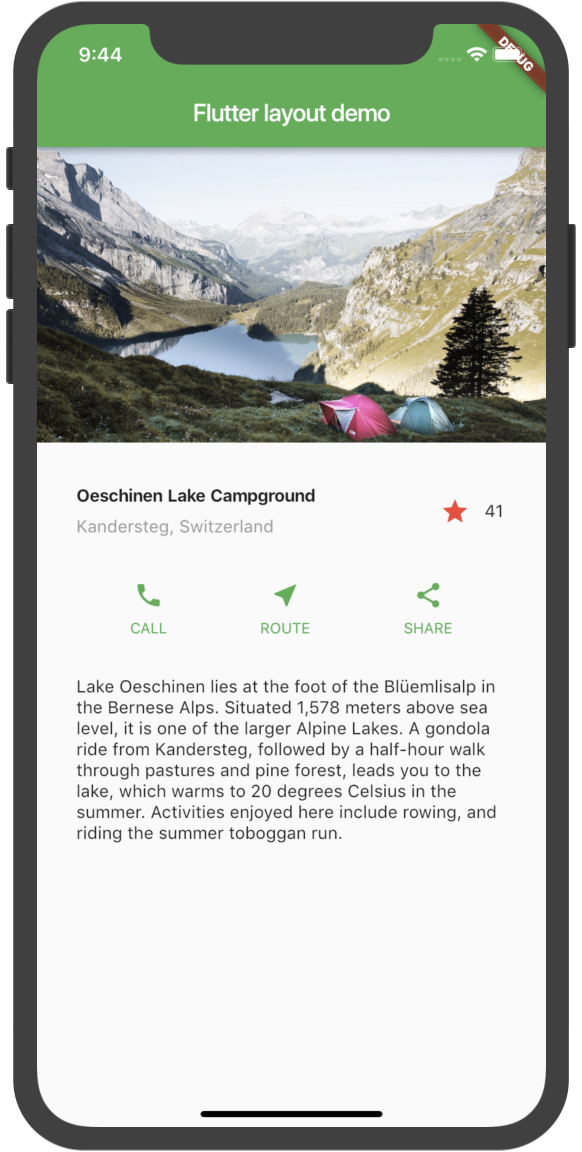 9:44
DEBUG
Flutter layout demo
Oeschinen Lake Campground
41
Kandersteg, Switzerland
CALL
ROUTE
SHARE
Lake Oeschinen lies at the foot of the Blüemlisalp in
the Bernese Alps. Situated 1,578 meters above sea
level, it is one of the larger Alpine Lakes. A gondola
ride from Kandersteg, followed by a half-hour walk
through pastures and pine forest, leads you to the
lake, which warms to 20 degrees Celsius in the
summer. Activities enjoyed here include rowing, and
riding the summer toboggan run.